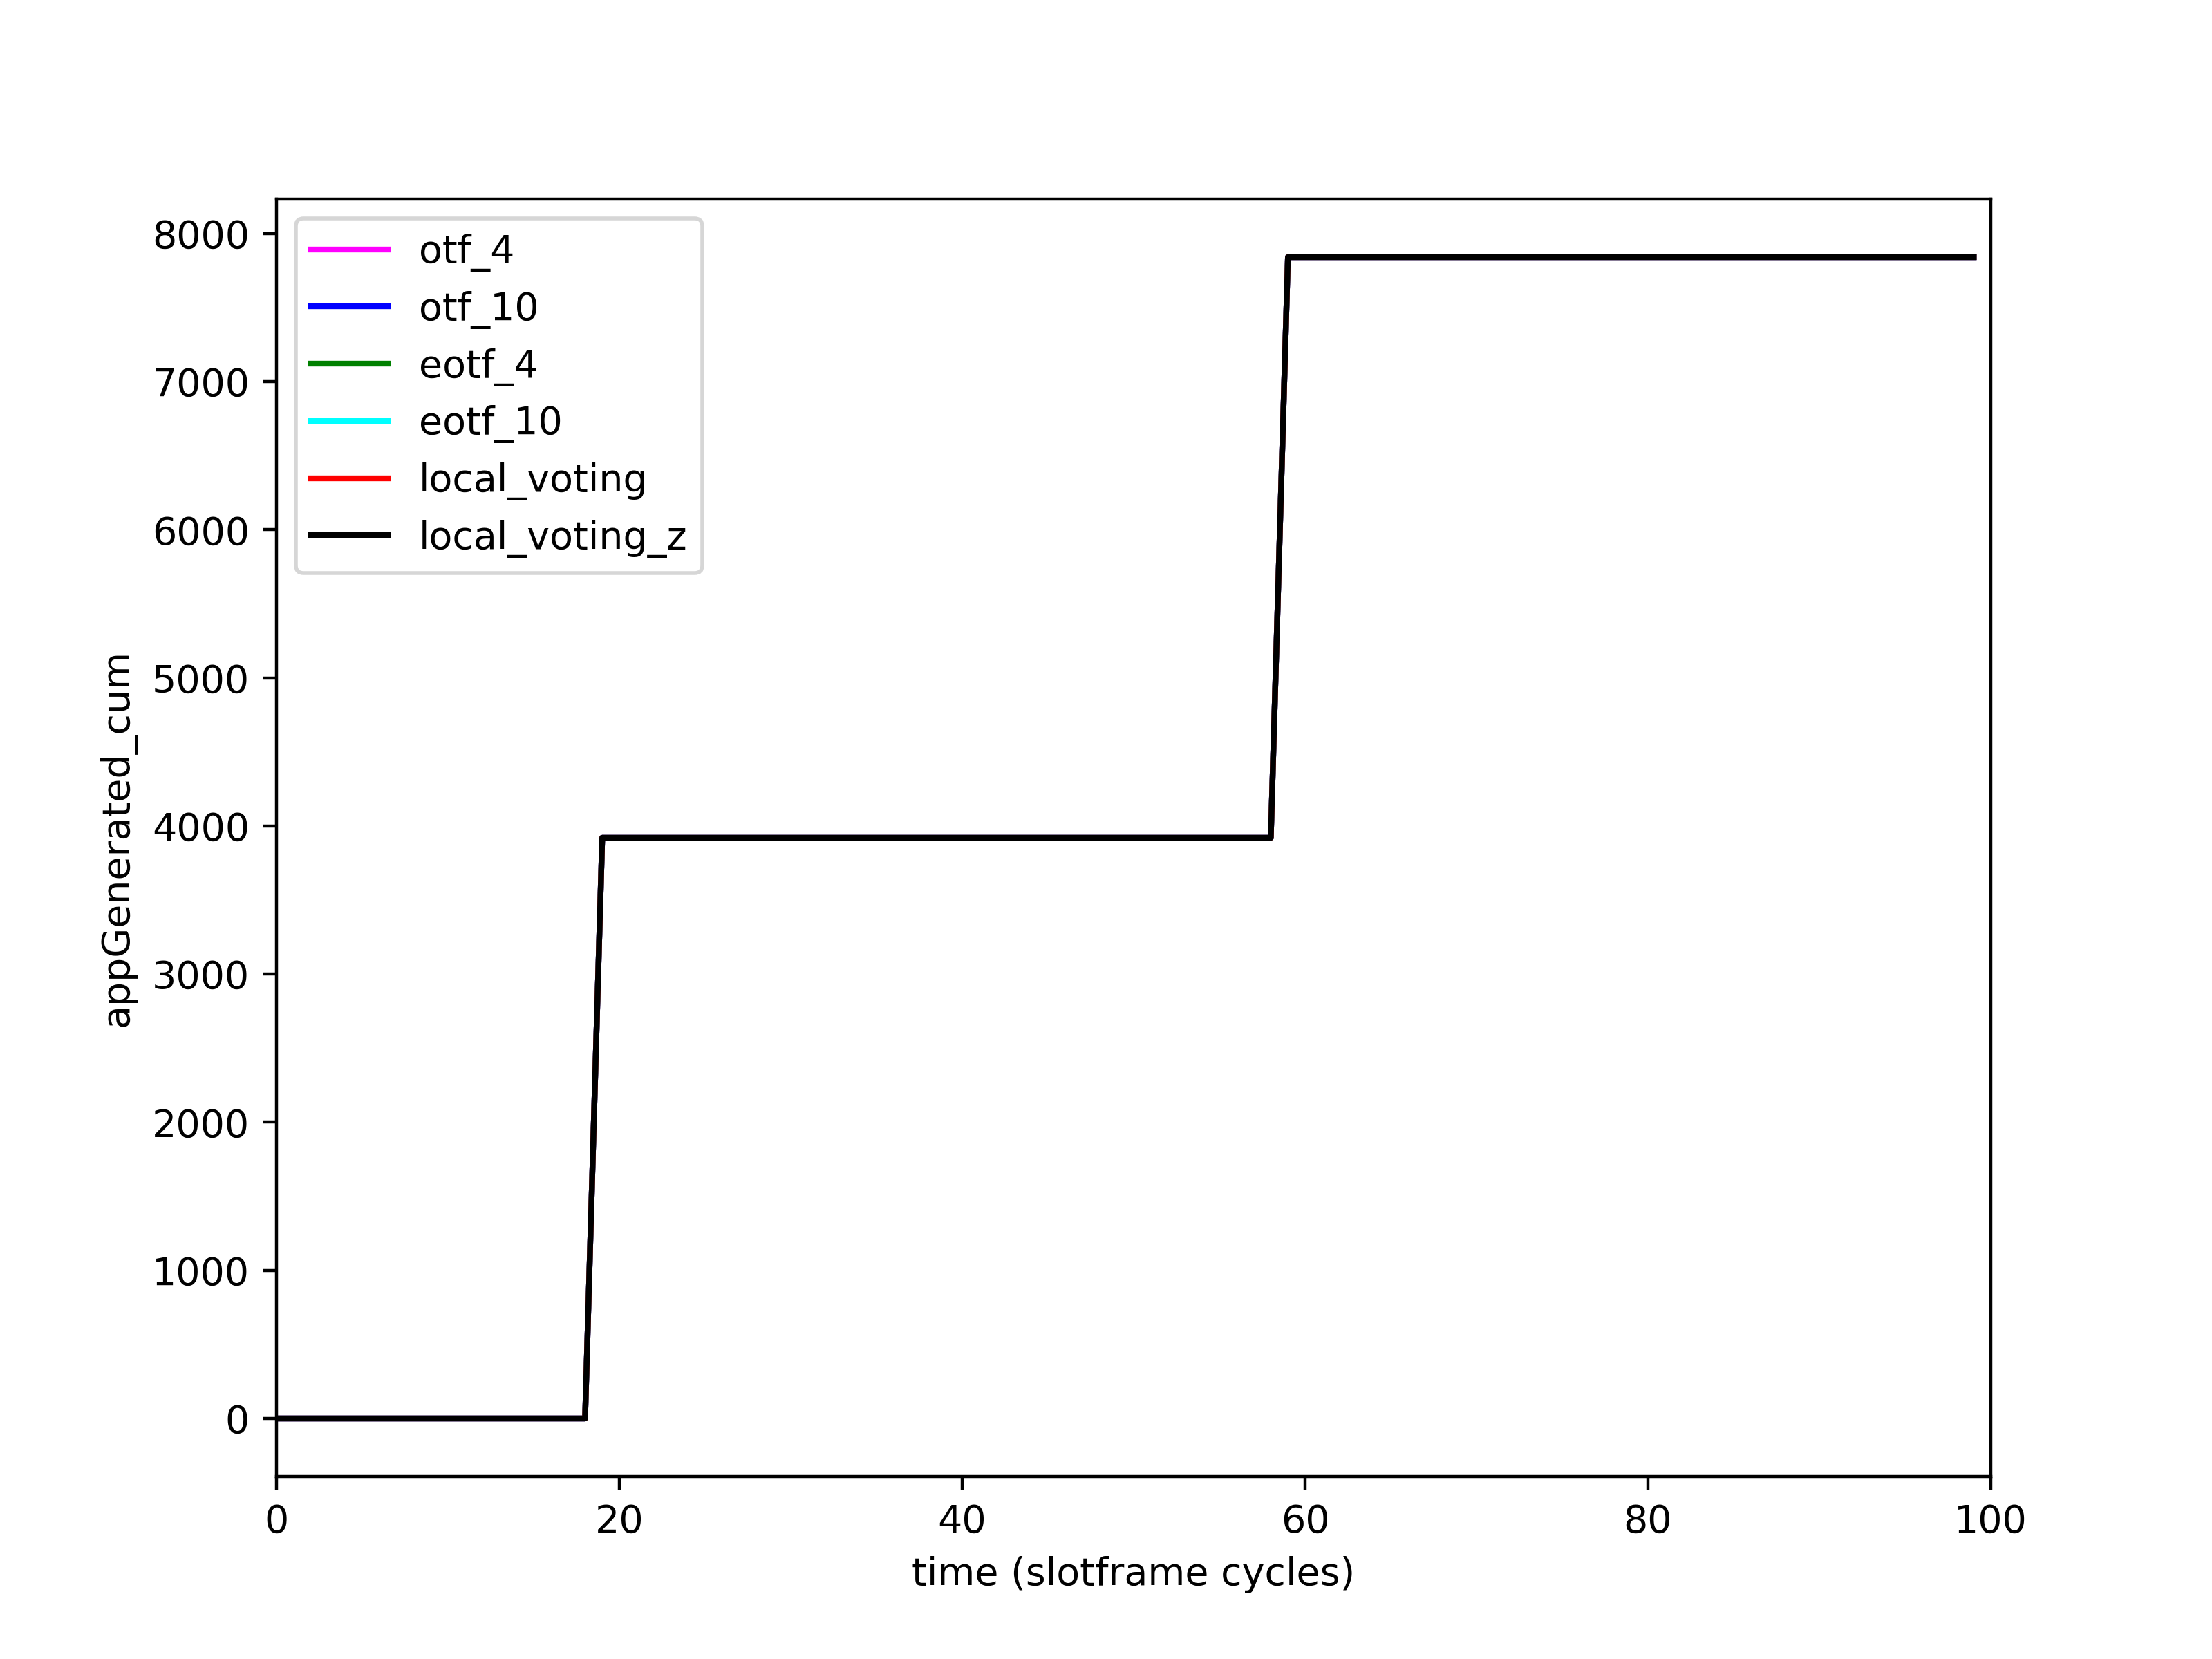 otf_4
otf_10
eotf_4
eotf_10
local_voting
local_voting_z
8000
7000
6000
5000
4000
3000
2000
1000
0
appGenerated_cum
0 20 40 60 80 100
time (slotframe cycles)